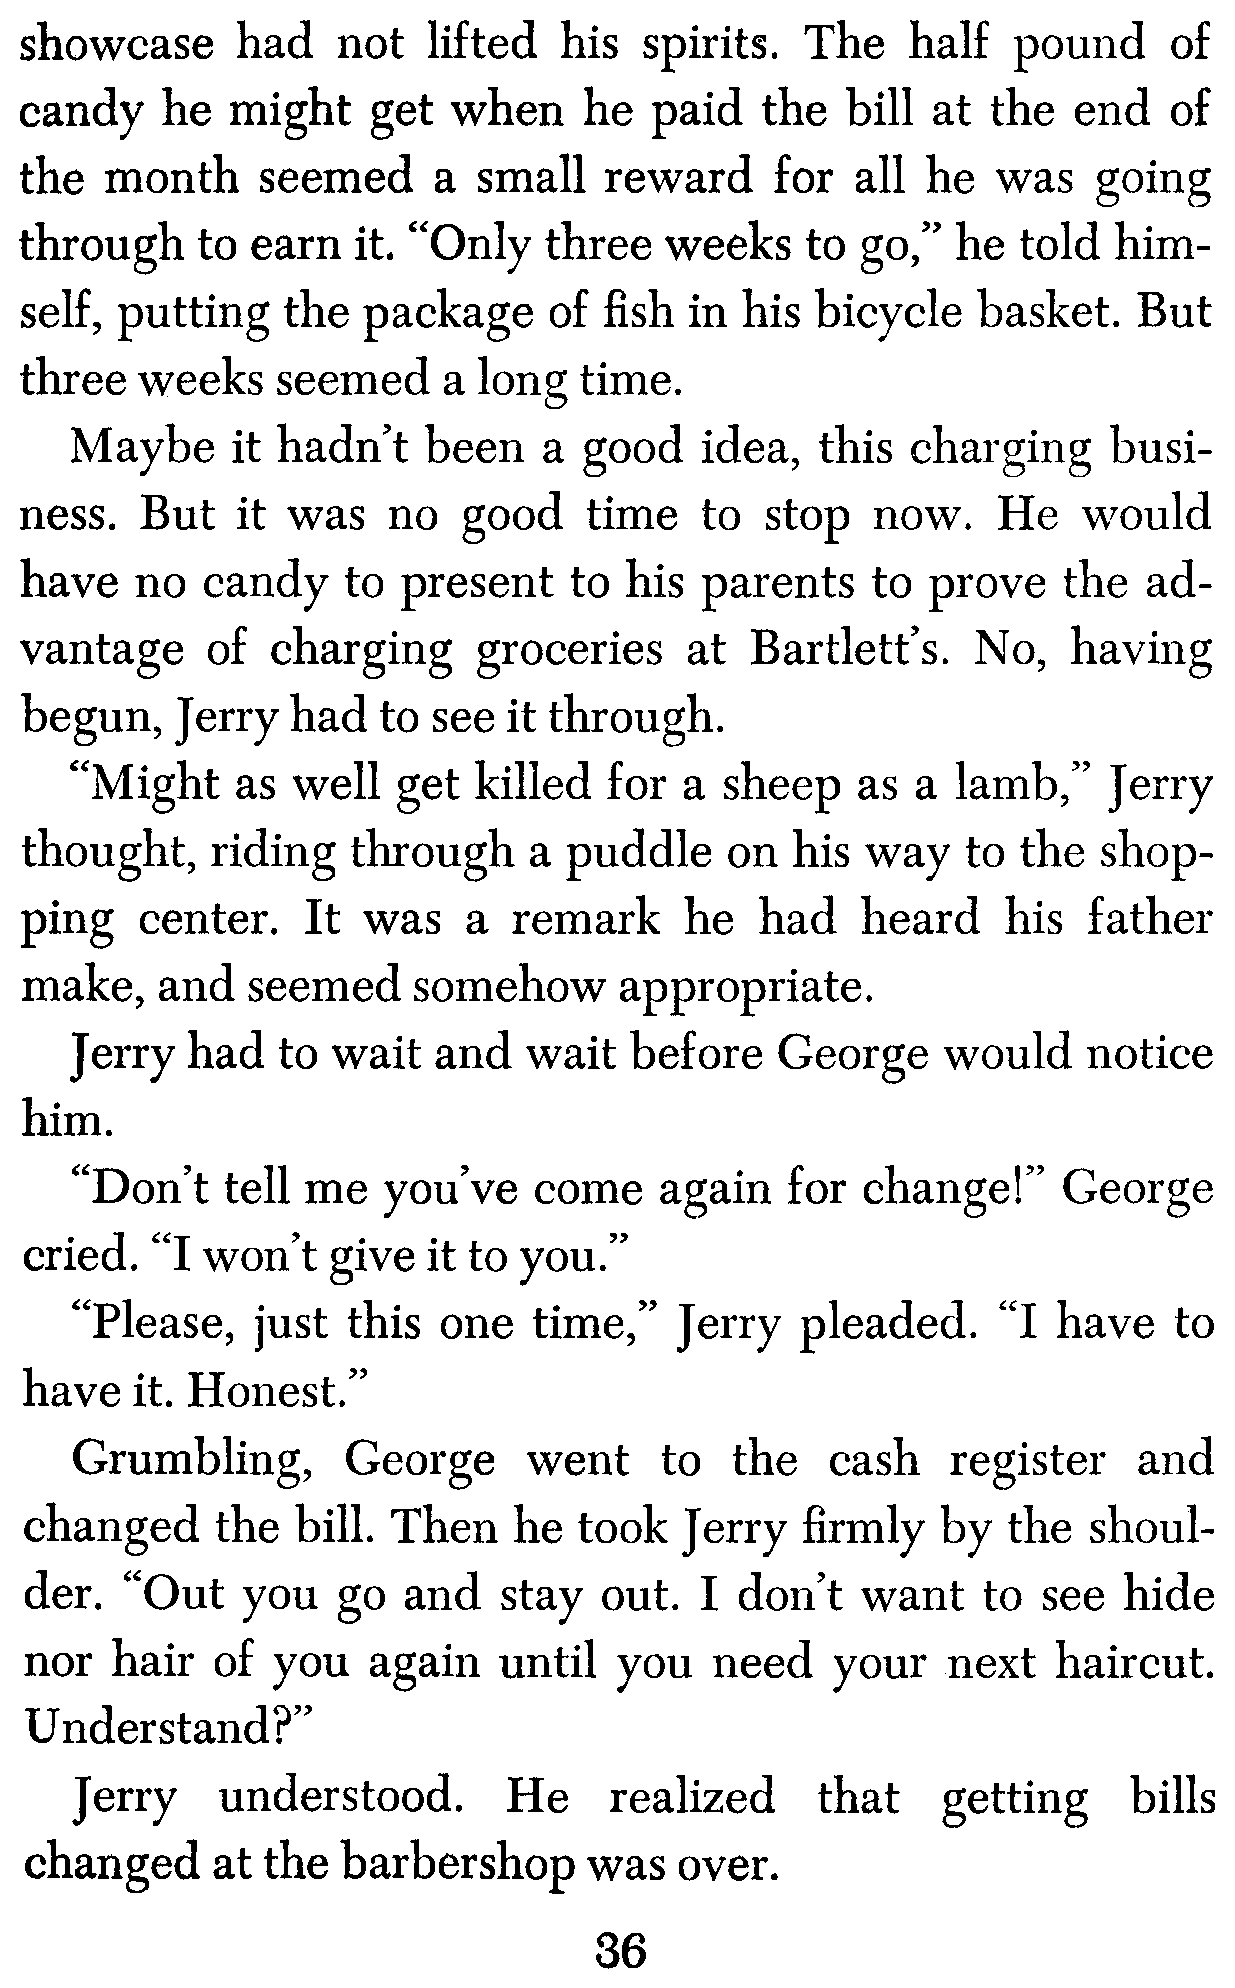 showcase had not lifted his spirits. The half pound of
candy he might get when he paid the bill at the end of
the month seemed a small reward for all he was going
through to earn it. “Only three weeks to go,” he told him-
self, putting the package of fish in his bicycle basket. But
three weeks seemed a long time.
Maybe it hadn’t been a good idea, this charging busi-
ness. But it was no good time to stop now. He would
have no candy to present to his parents to prove the ad-
vantage of charging groceries at Bartlett’s. No, having
begun, Jerry had to see it through.
“Might as well get killed for a sheep as a lamb,” Jerry
thought, riding through a puddle on his way to the shop-
ping center. It was a remark he had heard his father
make, and seemed somehow appropriate.
Jerry had to wait and wait before George would notice
him.
“Don’t tell me you’ve come again for change!” George
cried. “I won’t give it to you.”
“Please, just this one time,” Jerry pleaded. “I have to
have it. Honest.”
Grumbling, George went to the cash register and
changed the bill. Then he took Jerry firmly by the shoul-
der. “Out you go and stay out. I don’t want to see hide
nor hair of you again until you need your next haircut.
Understand?”
Jerry understood. He realized that getting bills
changed at the barbershop was over.
36